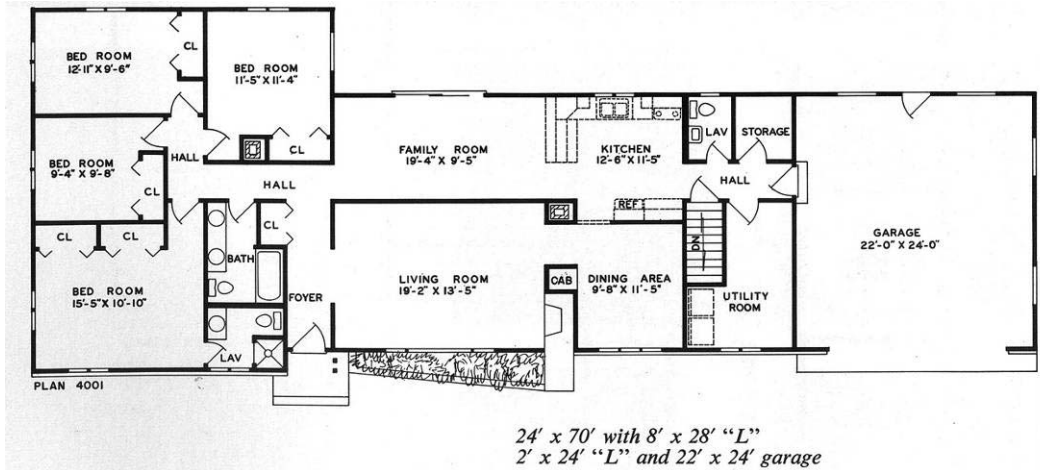 BED ROOM
12'-11" X 9'-6"
CL
BED ROOM
11'-5" X 11'-4"
CL
BED ROOM
9'-4" X 9'-8"
CL
HALL
HALL
FAMILY ROOM
19'-4" X 9'-5"
KITCHEN
12'-6" X 11'-5"
REF
LAV
STORAGE
HALL
GARAGE
22'-0" X 24'-0"
CL
CL
BED ROOM
15'-5" X 10'-10"
BATH
CL
FOYER
LAV
LIVING ROOM
19'-2" X 13'-5"
CAB
DINING AREA
9'-8" X 11'-5"
DN
UTILITY
ROOM
PLAN 4001
24' x 70' with 8' x 28' “L”
2' x 24' “L” and 22' x 24' garage